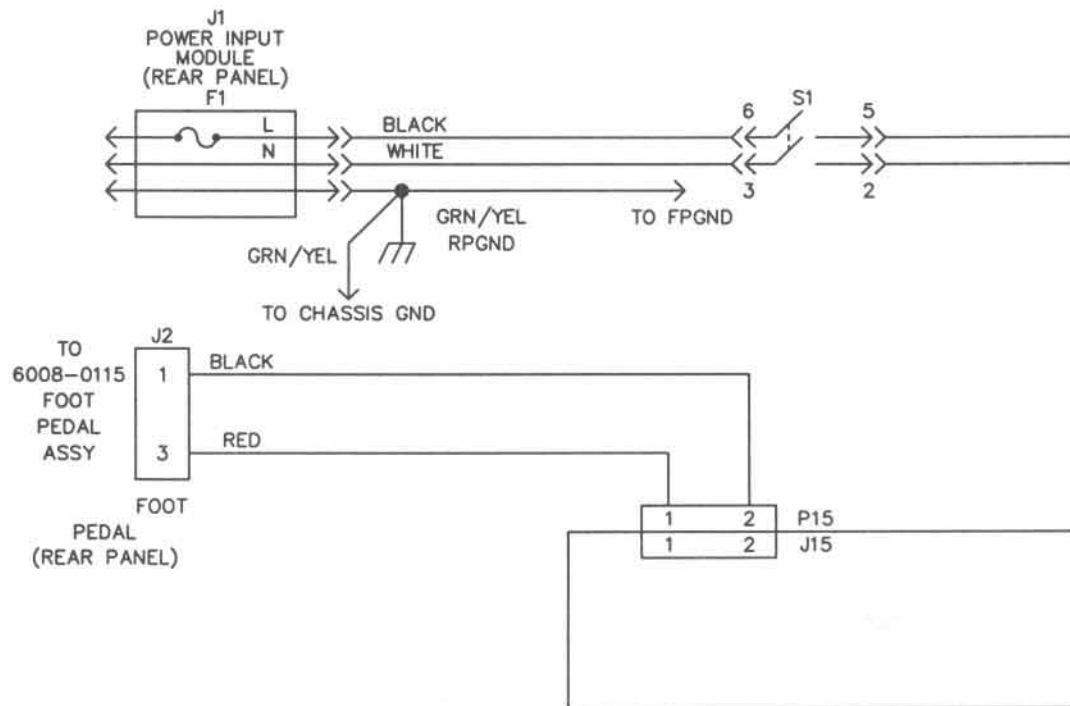 J1
POWER INPUT
MODULE
(REAR PANEL)
F1
L
BLACK
6
S1
5
N
WHITE
3
2
GRN/YEL
RPGND
TO FPGND
GRN/YEL
TO CHASSIS GND
J2
TO
6008-0115
FOOT
PEDAL
ASSY
1
BLACK
3
RED
FOOT
PEDAL
(REAR PANEL)
1 2 P15
1 2 J15